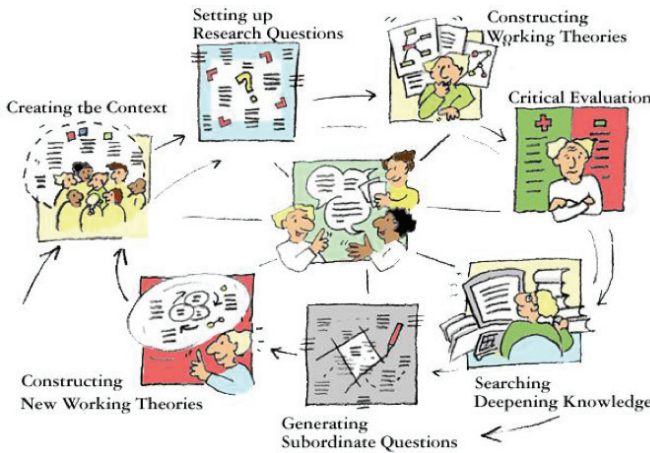 Setting up
Research Questions
Constructing
Working Theories
Creating the Context
Critical Evaluation
Searching
Deepening Knowledge
Generating
Subordinate Questions
Constructing
New Working Theories